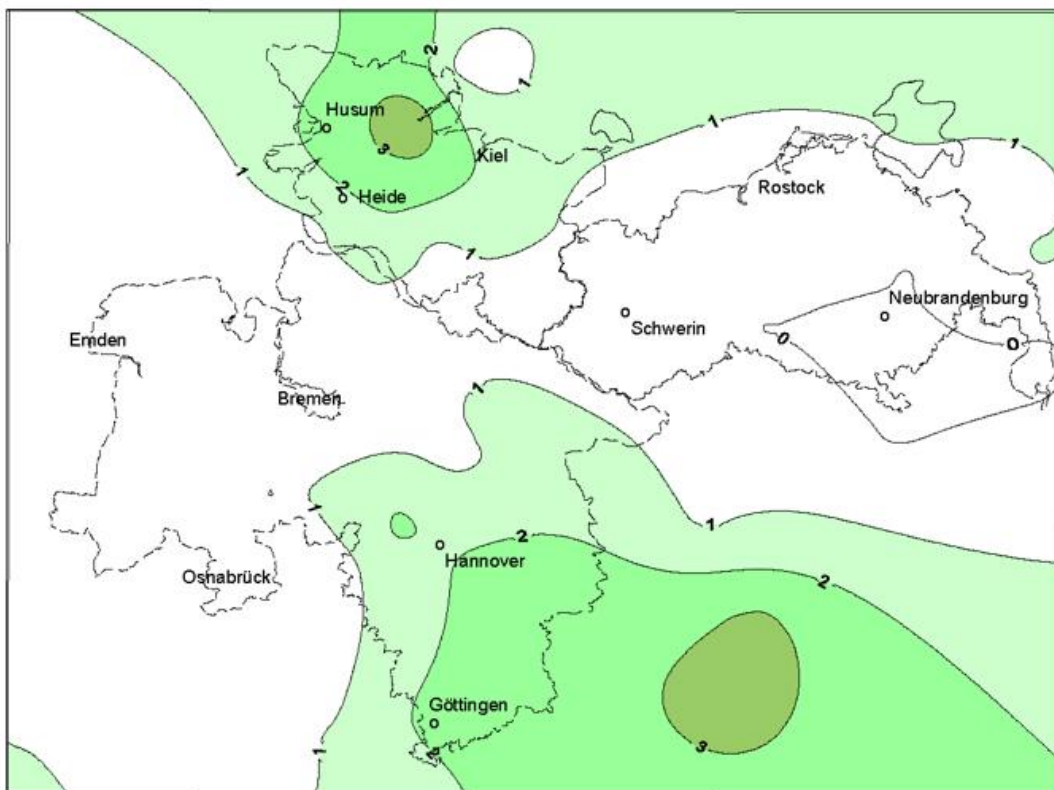 2
1
Husum
3
Kiel
1
1
1
2
Heide
Rostock
1
Neubrandenburg
Schwerin
0
0
Emden
Bremen
1
1
1
2
Hannover
Osnabrück
2
Göttingen
3
1
2